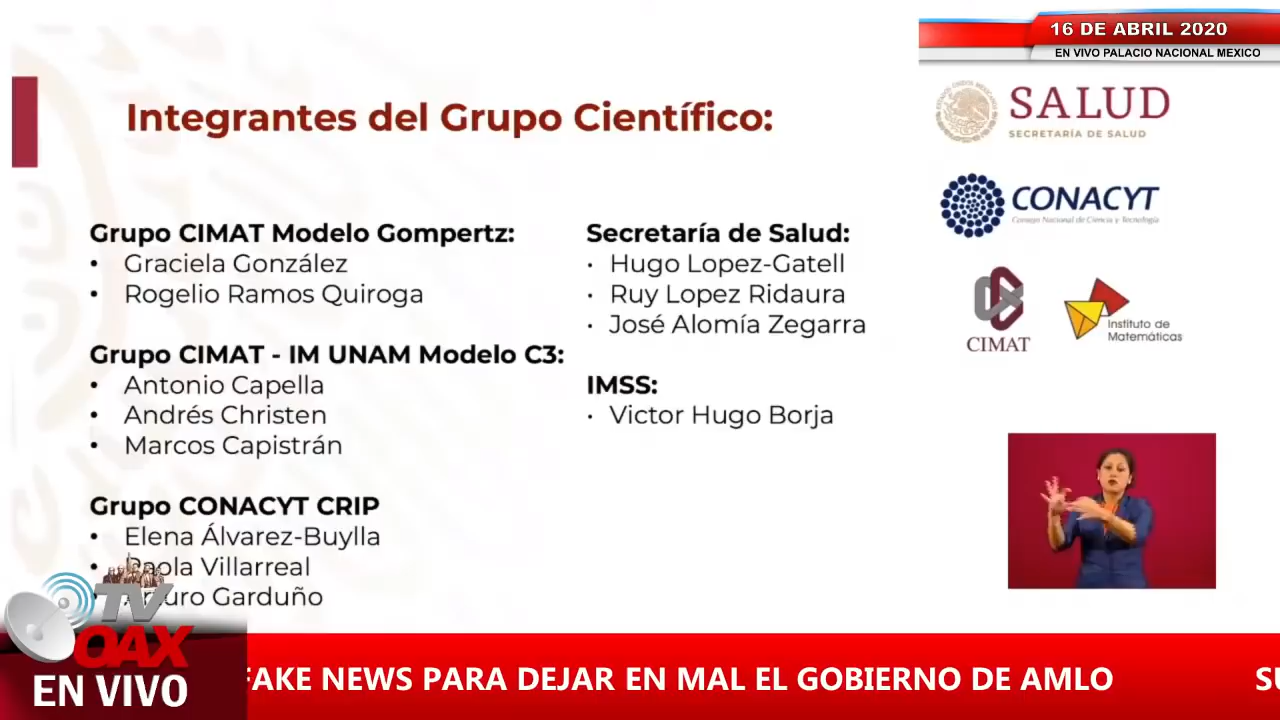 16 DE ABRIL 2020
EN VIVO PALACIO NACIONAL MEXICO
Integrantes del Grupo Científico:
SALUD
SECRETARÍA DE SALUD
CONACYT
Consejo Nacional de Ciencia y Tecnología
CIMAT
Instituto de
Matemáticas
Grupo CIMAT Modelo Gompertz:
• Graciela González
• Rogelio Ramos Quiroga
Grupo CIMAT - IM UNAM Modelo C3:
• Antonio Capella
• Andrés Christen
• Marcos Capistrán
Grupo CONACYT CRIP
• Elena Álvarez-Buylla
• Paola Villarreal
• Arturo Garduño
Secretaría de Salud:
• Hugo Lopez-Gatell
• Ruy Lopez Ridaura
• José Alomía Zegarra
IMSS:
• Victor Hugo Borja
TV
OAX
EN VIVO
FAKE NEWS PARA DEJAR EN MAL EL GOBIERNO DE AMLO